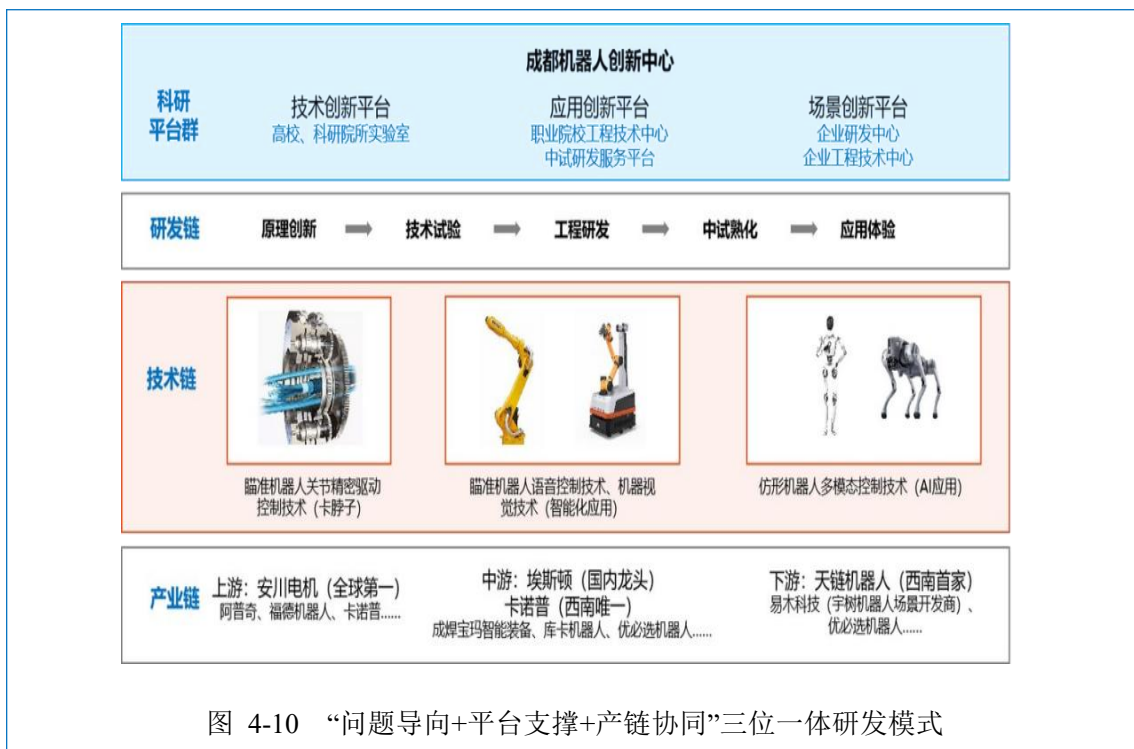 成都机器人创新中心
科研
平台群
技术创新平台
高校、科研院所实验室
应用创新平台
职业院校工程技术中心
中试研发服务平台
场景创新平台
企业研发中心
企业工程技术中心
研发链
原理创新
技术试验
工程研发
中试熟化
应用体验
技术链
瞄准机器人关节精密驱动
控制技术（卡脖子）
瞄准机器人语音控制技术、机器视
觉技术（智能化应用）
仿形机器人多模态控制技术（AI应用）
产业链
上游：安川电机（全球第一）
阿普奇、福德机器人、卡诺普......
中游：埃斯顿（国内龙头）
卡诺普（西南唯一）
成焊宝玛智能装备、库卡机器人、优必选机器人......
下游：天链机器人（西南首家）
易木科技（宇树机器人场景开发商）、
优必选机器人......
图 4-10 “问题导向+平台支撑+产链协同”三位一体研发模式